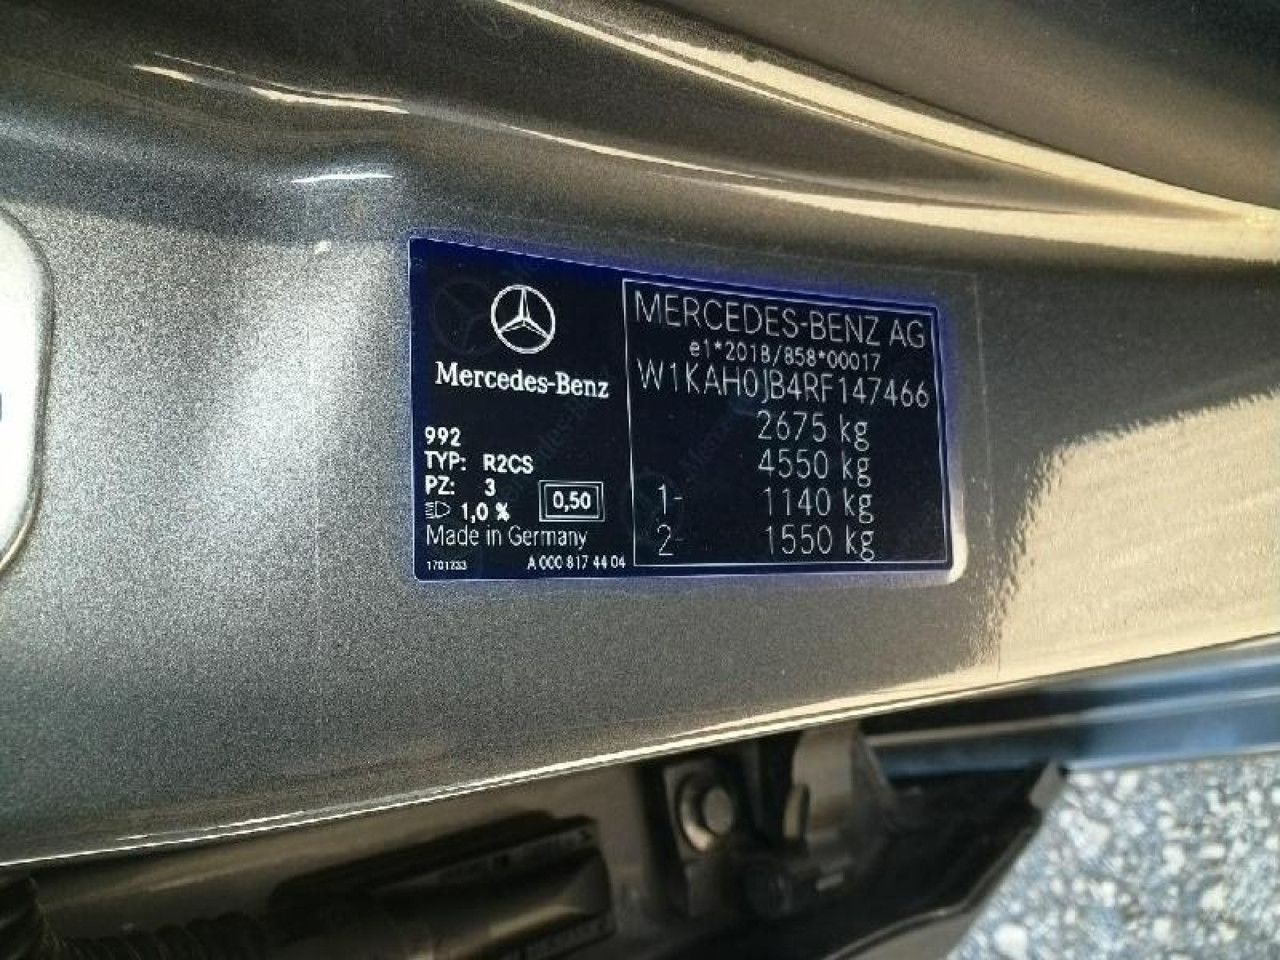 Mercedes-Benz
992
TYP: R2CS
PZ: 3
1,0 %
0,50
Made in Germany
1701233
A 000 817 44 04
MERCEDES-BENZ AG
e1*2018/858*00017
W1KAH0JB4RF147466
2675 kg
4550 kg
1- 1140 kg
2- 1550 kg